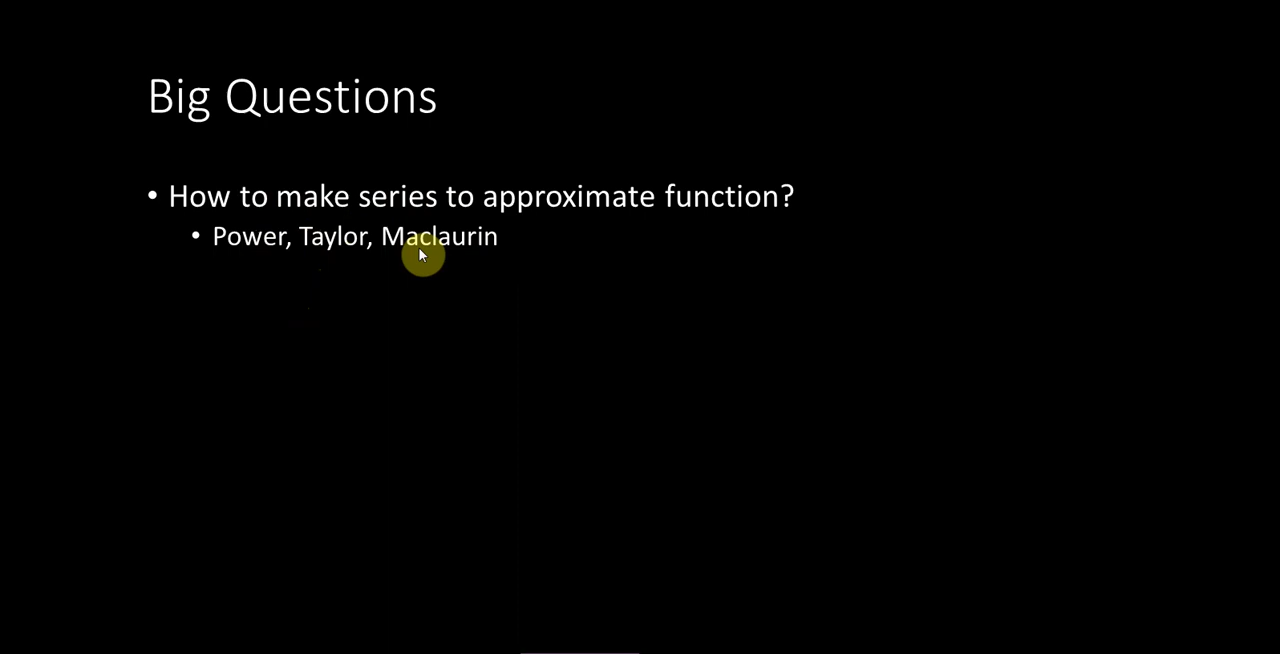 Big Questions
• How to make series to approximate function?
• Power, Taylor, Maclaurin